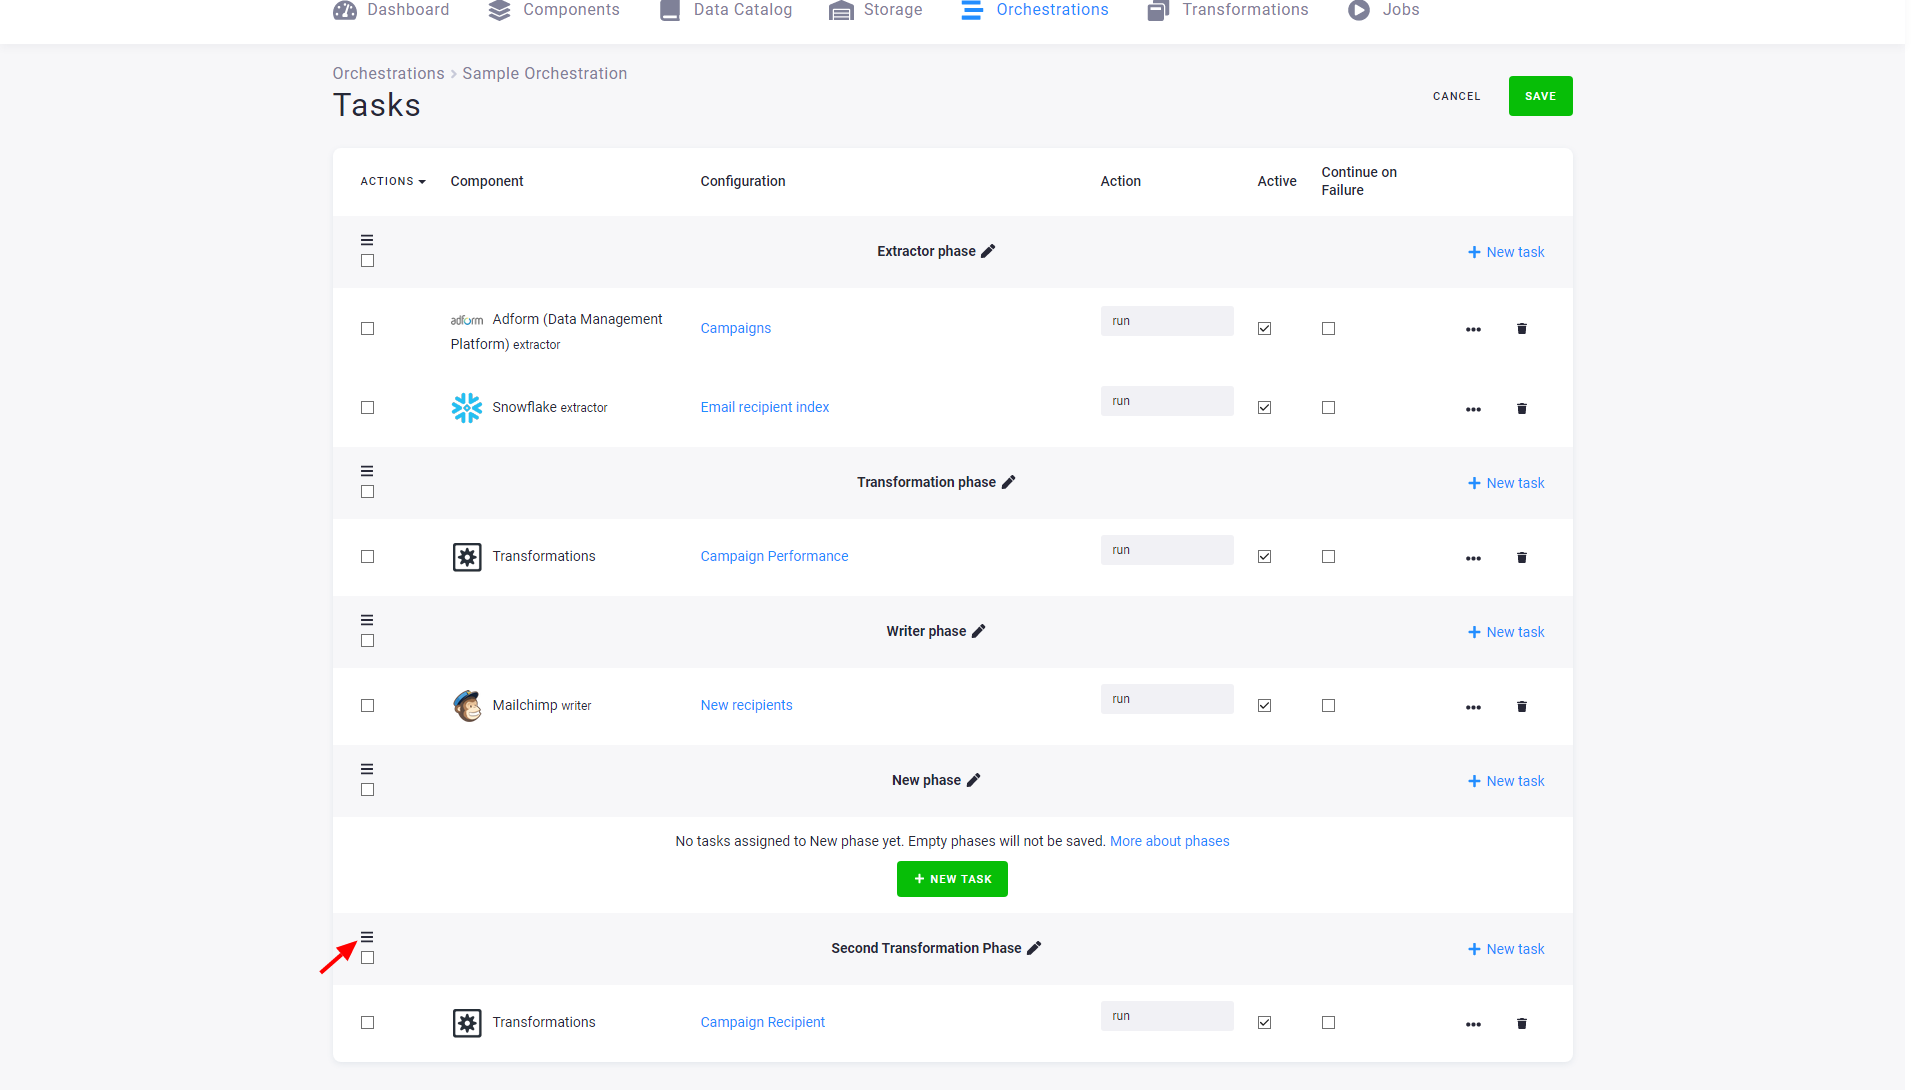 Dashboard Components Data Catalog Storage Orchestrations Transformations Jobs
Orchestrations > Sample Orchestration
Tasks
CANCEL SAVE
ACTIONS Component Configuration Action Active Continue on
Failure
Extractor phase + New task
adform Adform (Data Management
Platform) extractor Campaigns run
Snowflake extractor Email recipient index run
Transformation phase + New task
Transformations Campaign Performance run
Writer phase + New task
Mailchimp writer New recipients run
New phase + New task
No tasks assigned to New phase yet. Empty phases will not be saved. More about phases
+ NEW TASK
Second Transformation Phase + New task
Transformations Campaign Recipient run